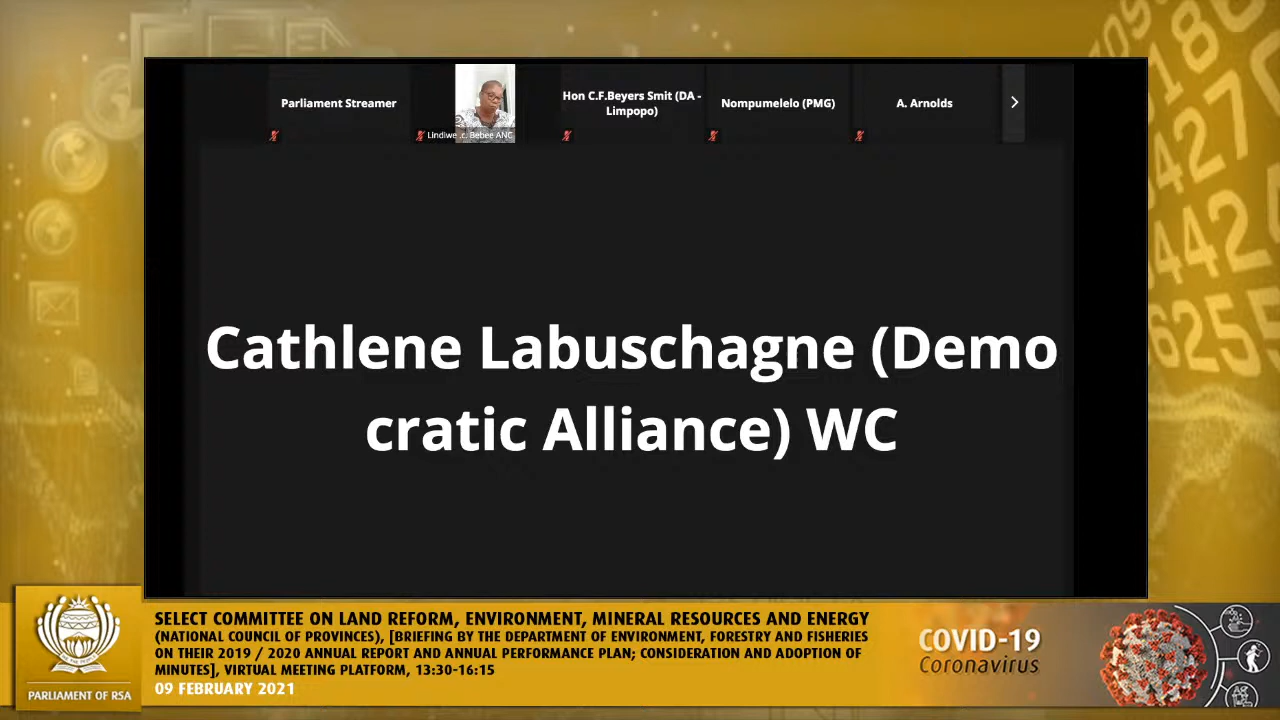 Parliament Streamer
Lindiwe .c. Bebee ANC
Hon C.F.Beyers Smit (DA -
Limpopo)
Nompumelelo (PMG)
A. Arnolds
Cathlene Labuschagne (Demo
cratic Alliance) WC
SELECT COMMITTEE ON LAND REFORM, ENVIRONMENT, MINERAL RESOURCES AND ENERGY
(NATIONAL COUNCIL OF PROVINCES), [BRIEFING BY THE DEPARTMENT OF ENVIRONMENT, FORESTRY AND FISHERIES
ON THEIR 2019 / 2020 ANNUAL REPORT AND ANNUAL PERFORMANCE PLAN; CONSIDERATION AND ADOPTION OF
MINUTES], VIRTUAL MEETING PLATFORM, 13:30-16:15
09 FEBRUARY 2021
PARLIAMENT OF RSA
COVID-19
Coronavirus